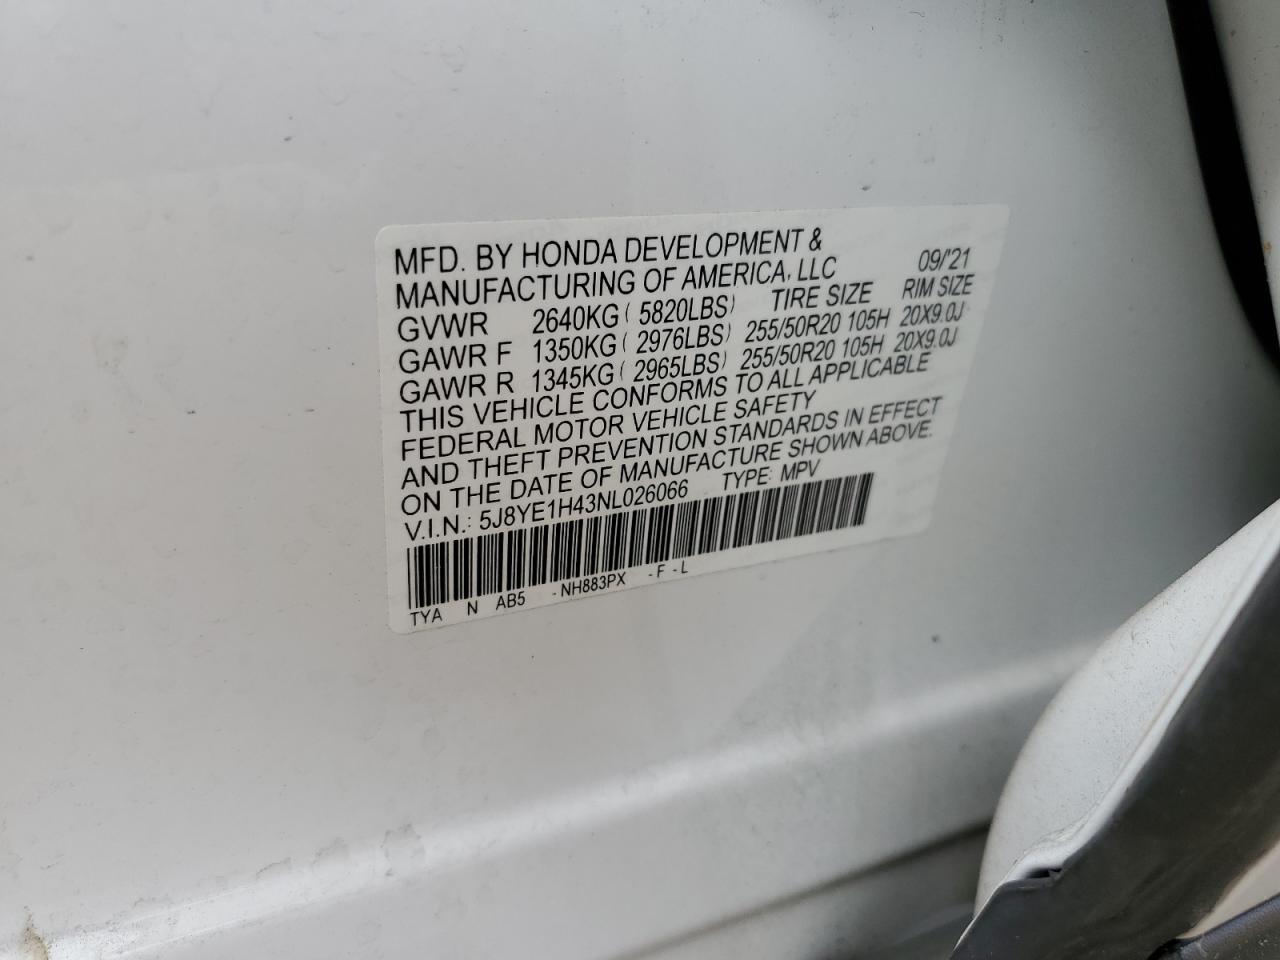 MFD. BY HONDA DEVELOPMENT &
MANUFACTURING OF AMERICA, LLC 09/'21
GVWR 2640KG ( 5820LBS) TIRE SIZE RIM SIZE
GAWR F 1350KG ( 2976LBS) 255/50R20 105H 20X9.0J
GAWR R 1345KG ( 2965LBS) 255/50R20 105H 20X9.0J
THIS VEHICLE CONFORMS TO ALL APPLICABLE
FEDERAL MOTOR VEHICLE SAFETY
AND THEFT PREVENTION STANDARDS IN EFFECT
ON THE DATE OF MANUFACTURE SHOWN ABOVE.
V.I.N.: 5J8YE1H43NL026066 TYPE: MPV
TYA N AB5 -NH883PX -F -L